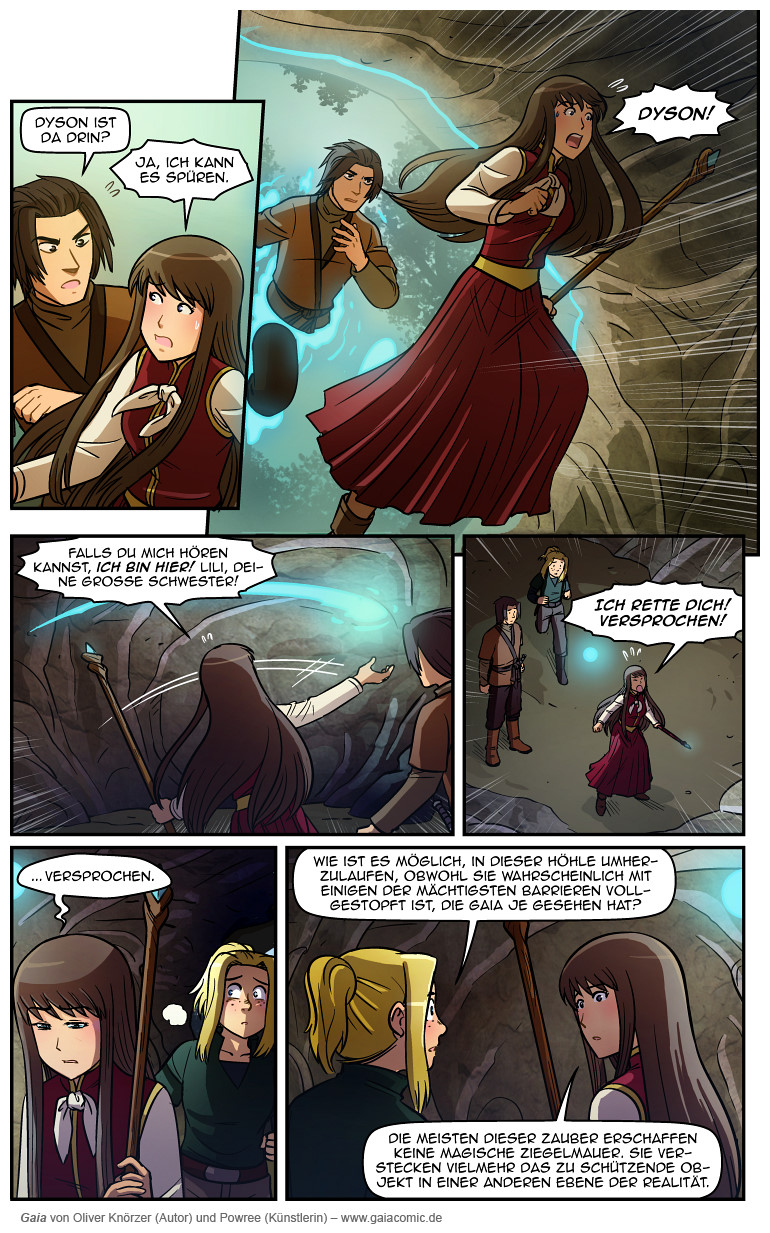 DYSON IST
DA DRIN?
JA, ICH KANN
ES SPÜREN.
DYSON!
FALLS DU MICH HÖREN
KANNST, ICH BIN HIER! LILI, DEI-
NE GROSSE SCHWESTER!
ICH RETTE DICH!
VERSPROCHEN!
...VERSPROCHEN.
WIE IST ES MÖGLICH, IN DIESER HÖHLE UMHER-
ZULAUFEN, OBWOHL SIE WAHRSCHEINLICH MIT
EINIGEN DER MÄCHTIGSTEN BARRIEREN VOLL-
GESTOPFT IST, DIE GAIA JE GESEHEN HAT?
DIE MEISTEN DIESER ZAUBER ERSCHAFFEN
KEINE MAGISCHE ZIEGELMAUER. SIE VER-
STECKEN VIELMEHR DAS ZU SCHÜTZENDE OB-
JEKT IN EINER ANDEREN EBENE DER REALITÄT.
Gaia von Oliver Knörzer (Autor) und Powree (Künstlerin) – www.gaiacomic.de